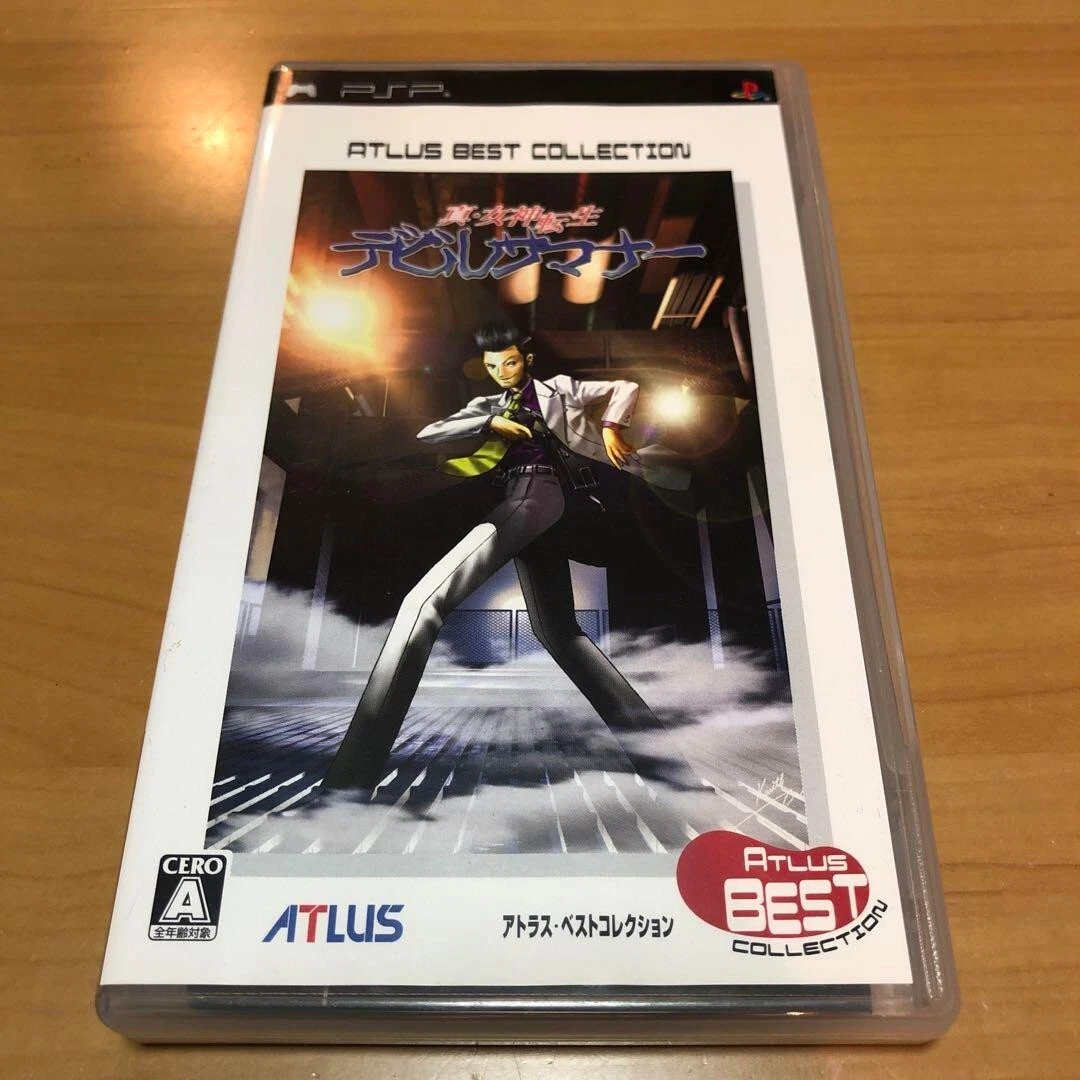 PSP
ATLUS BEST COLLECTION
真・女神転生
デビルサマナー
CERO
A
全年齢対象
ATLUS
アトラス・ベストコレクション
ATLUS
BEST
COLLECTION